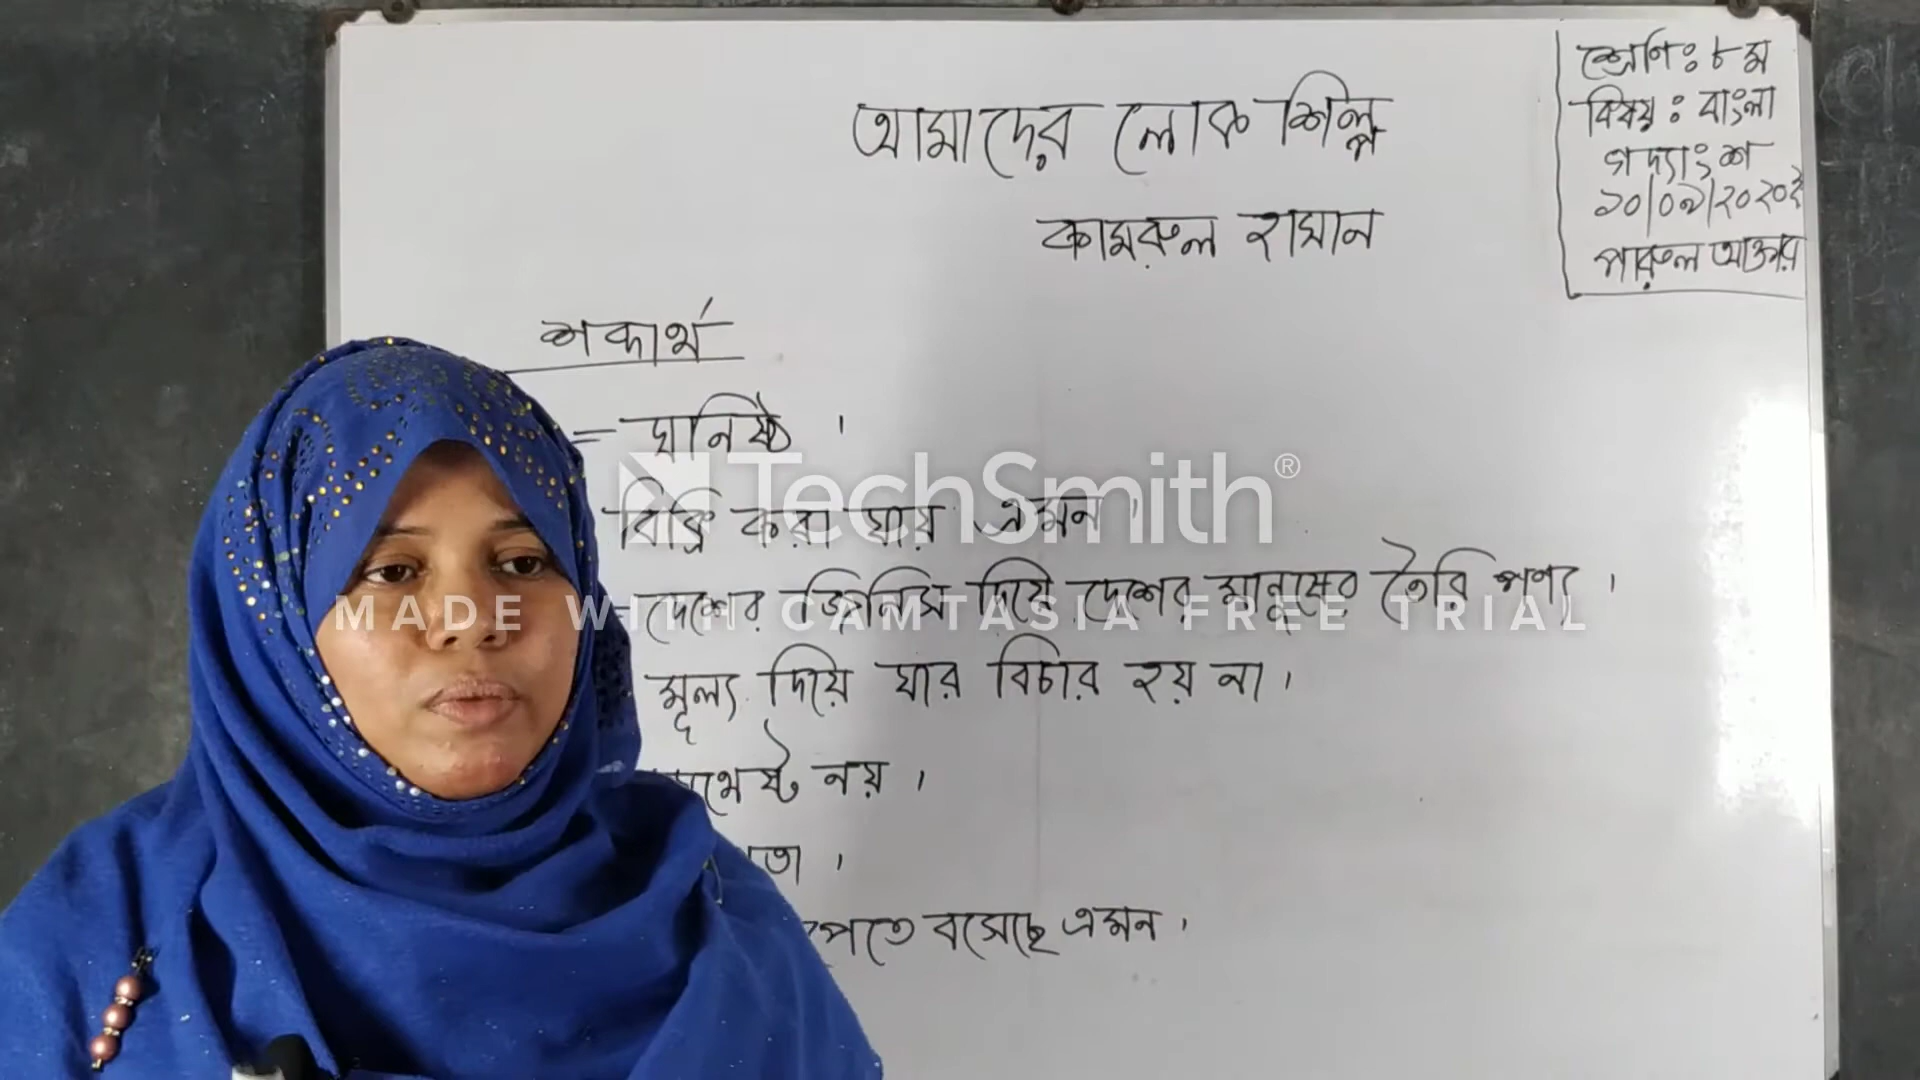 আমাদের লোক শিল্প
কামরুল হাসান
শ্রেণি: ৮ম
বিষয়: বাংলা
গদ্যাংশ
পারুল আক্তার
শব্দার্থ
= ঘনিষ্ঠ।
বিক্রি করা যায় এমন।
দেশের জিনিস দিয়ে দেশের মানুষের তৈরি পণ্য।
মূল্য দিয়ে যার বিচার হয় না।
নয়।
পেতে বসেছে এমন।
TechSmith®
MADE WITH CAMTASIA FREE TRIAL